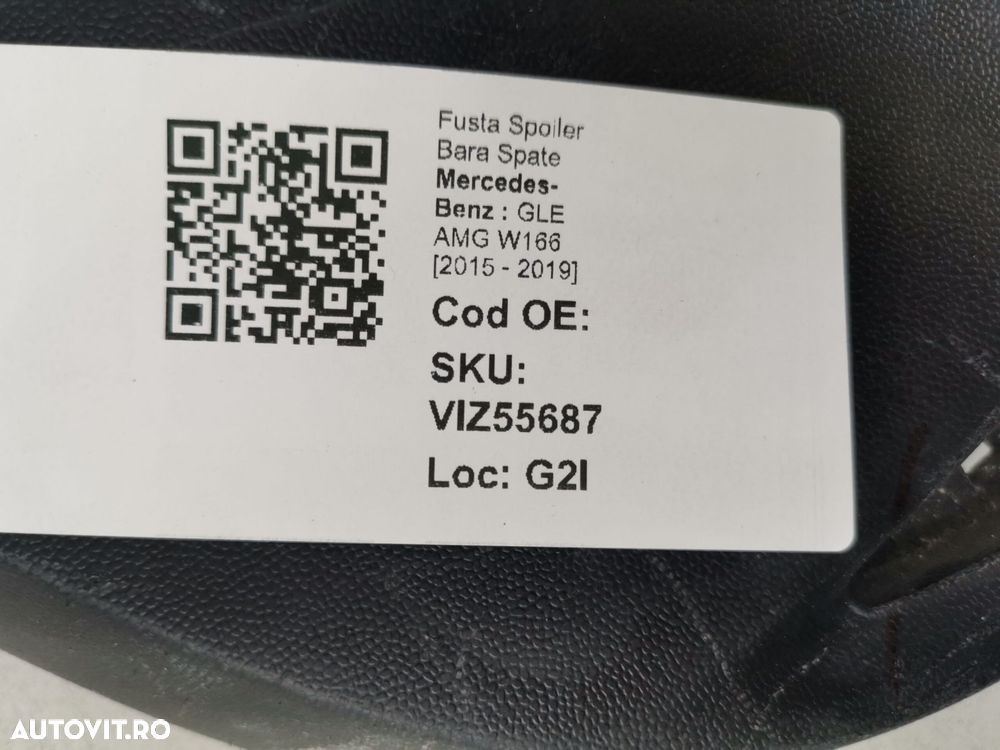 Fusta Spoiler
Bara Spate
Mercedes-
Benz : GLE
AMG W166
[2015 - 2019]
Cod OE:
SKU:
VIZ55687
Loc: G2I
AUTOVIT.RO